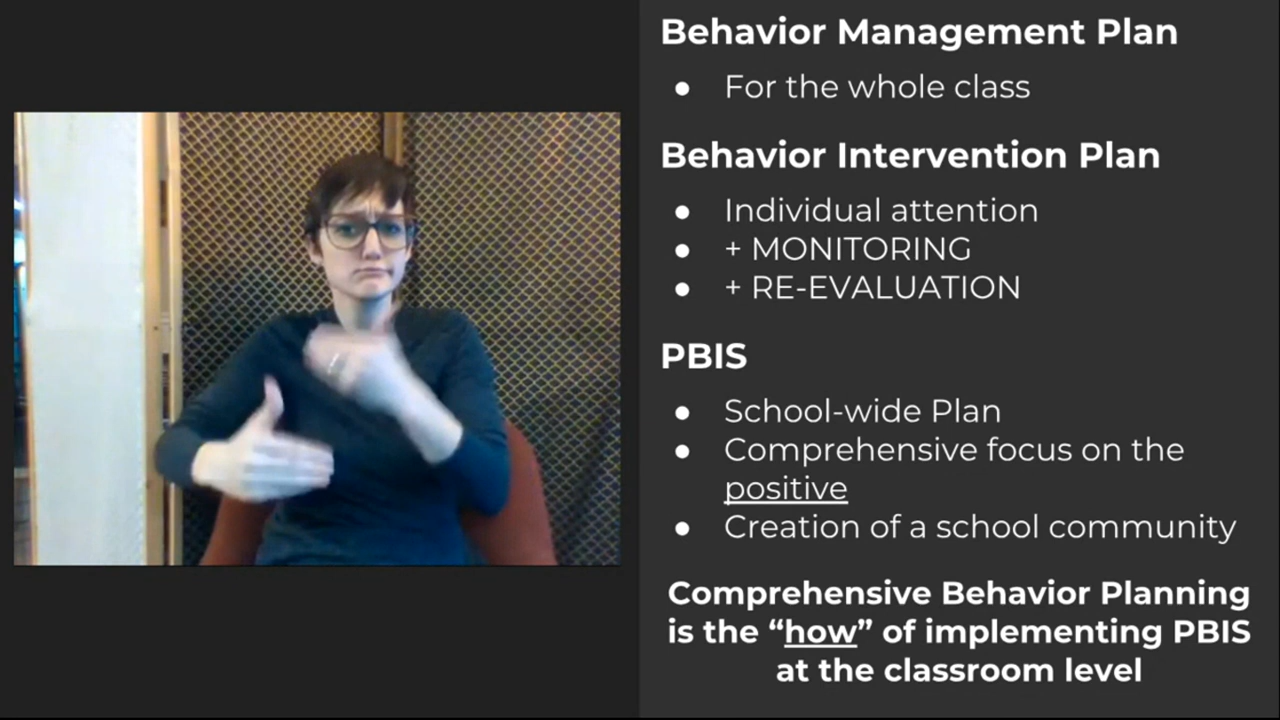 Behavior Management Plan
● For the whole class
Behavior Intervention Plan
● Individual attention
● + MONITORING
● + RE-EVALUATION
PBIS
● School-wide Plan
● Comprehensive focus on the
positive
● Creation of a school community
Comprehensive Behavior Planning
is the “how” of implementing PBIS
at the classroom level